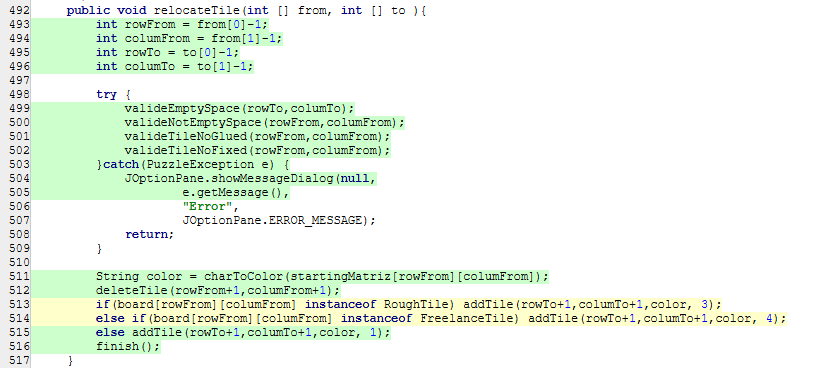 492     public void relocateTile(int [] from, int [] to ){
493         int rowFrom = from[0]-1;
494         int columFrom = from[1]-1;
495         int rowTo = to[0]-1;
496         int columTo = to[1]-1;
497
498         try {
499             valideEmptySpace(rowTo,columTo);
500             valideNotEmptySpace(rowFrom,columFrom);
501             valideTileNoGlued(rowFrom,columFrom);
502             valideTileNoFixed(rowFrom,columFrom);
503         }catch(PuzzleException e) {
504             JOptionPane.showMessageDialog(null,
505                     e.getMessage(),
506                     "Error",
507                     JOptionPane.ERROR_MESSAGE);
508             return;
509         }
510
511         String color = charToColor(startingMatriz[rowFrom][columFrom]);
512         deleteTile(rowFrom+1,columFrom+1);
513         if(board[rowFrom][columFrom] instanceof RoughTile) addTile(rowTo+1,columTo+1,color, 3);
514         else if(board[rowFrom][columFrom] instanceof FreelanceTile) addTile(rowTo+1,columTo+1,color, 4);
515         else addTile(rowTo+1,columTo+1,color, 1);
516         finish();
517     }